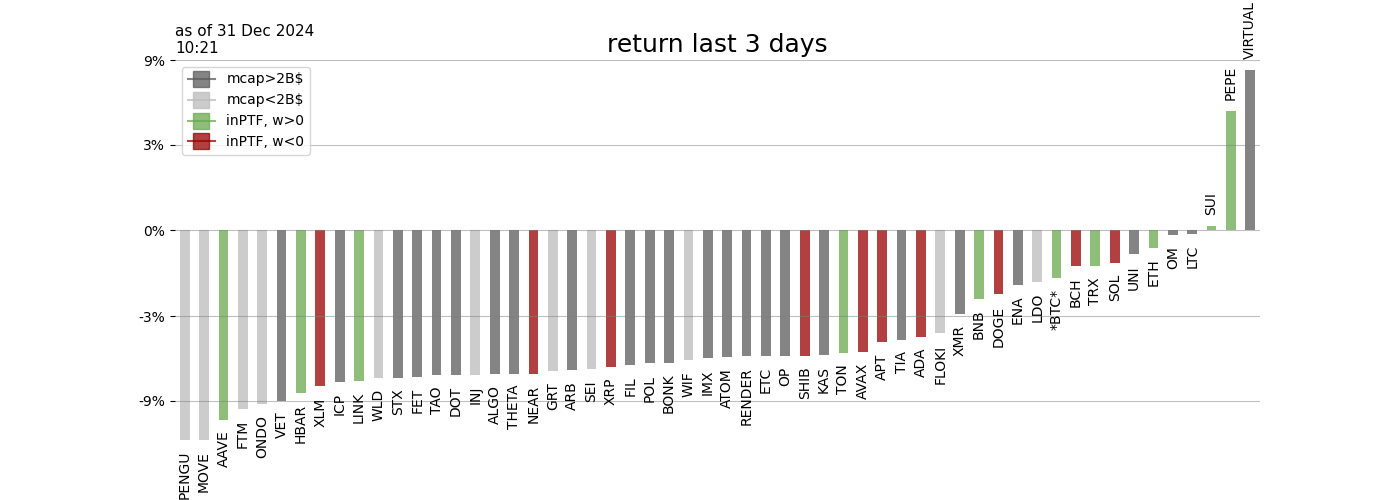 as of 31 Dec 2024
10:21
return last 3 days
mcap>2B$
mcap<2B$
inPTF, w>0
inPTF, w<0
9%
3%
0%
-3%
-9%
PENGU
MOVE
AAVE
FTM
ONDO
VET
HBAR
XLM
ICP
LINK
WLD
STX
FET
TAO
DOT
INJ
ALGO
THETA
NEAR
GRT
ARB
SEI
XRP
FIL
POL
BONK
WIF
IMX
ATOM
RENDER
ETC
OP
SHIB
KAS
TON
AVAX
APT
TIA
ADA
FLOKI
XMR
BNB
DOGE
ENA
LDO
*BTC*
BCH
TRX
SOL
UNI
ETH
OM
LTC
SUI
PEPE
VIRTUAL